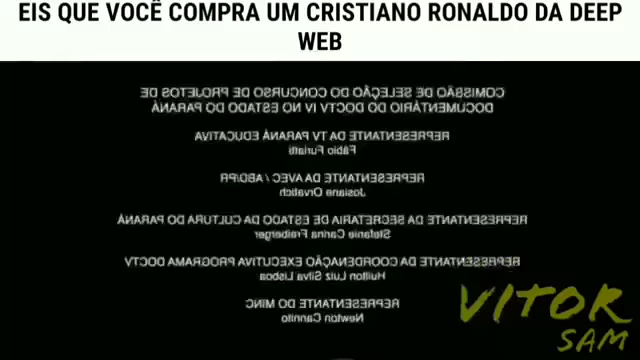 EIS QUE VOCÊ COMPRA UM CRISTIANO RONALDO DA DEEP
WEB
COMISSÃO DE SELEÇÃO DO CONCURSO DE PROJETOS DE
DOCUMENTÁRIO DO DOCTV IV NO ESTADO DO PARANÁ
REPRESENTANTE DA TV PARANÁ EDUCATIVA
Fábio Furiatti
REPRESENTANTE DA AVEC / ABD/PR
Josiane Orvatich
REPRESENTANTE DA SECRETARIA DE ESTADO DA CULTURA DO PARANÁ
Stefanie Carina Freiberger
REPRESENTANTE DA COORDENAÇÃO EXECUTIVA PROGRAMA DOCTV
Huilton Luiz Silva Lisboa
REPRESENTANTE DO MINC
Newton Cannito
VITOR
SAM